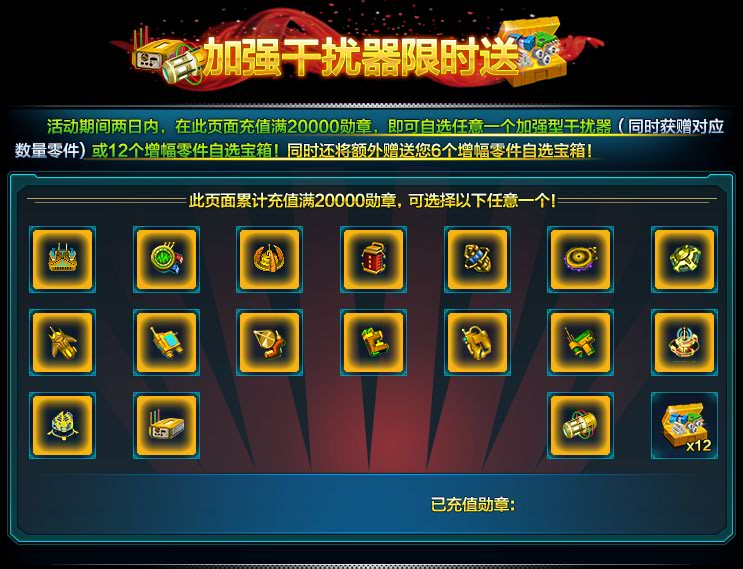 加强干扰器限时送
活动期间两日内，在此页面充值满20000勋章，即可自选任意一个加强型干扰器（同时获赠对应
数量零件）或12个增幅零件自选宝箱！同时还将额外赠送您6个增幅零件自选宝箱！
此页面累计充值满20000勋章，可选择以下任意一个！
x12
已充值勋章：